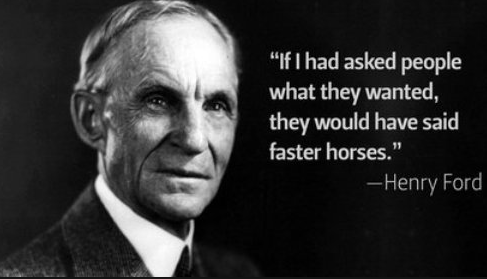 “If I had asked people
what they wanted,
they would have said
faster horses.”
—Henry Ford